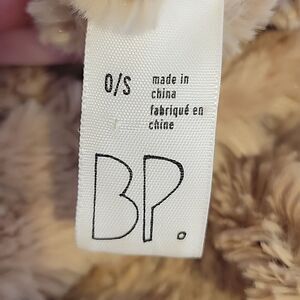 O/S
made in
china
fabriqué en
chine
BP.